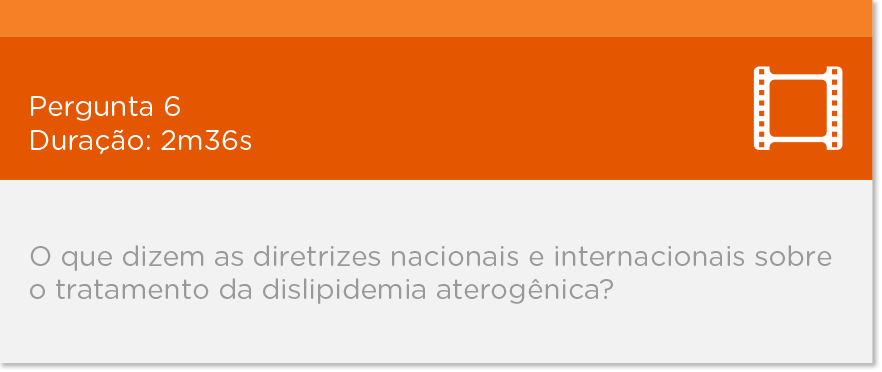 Pergunta 6
Duração: 2m36s
O que dizem as diretrizes nacionais e internacionais sobre
o tratamento da dislipidemia aterogênica?